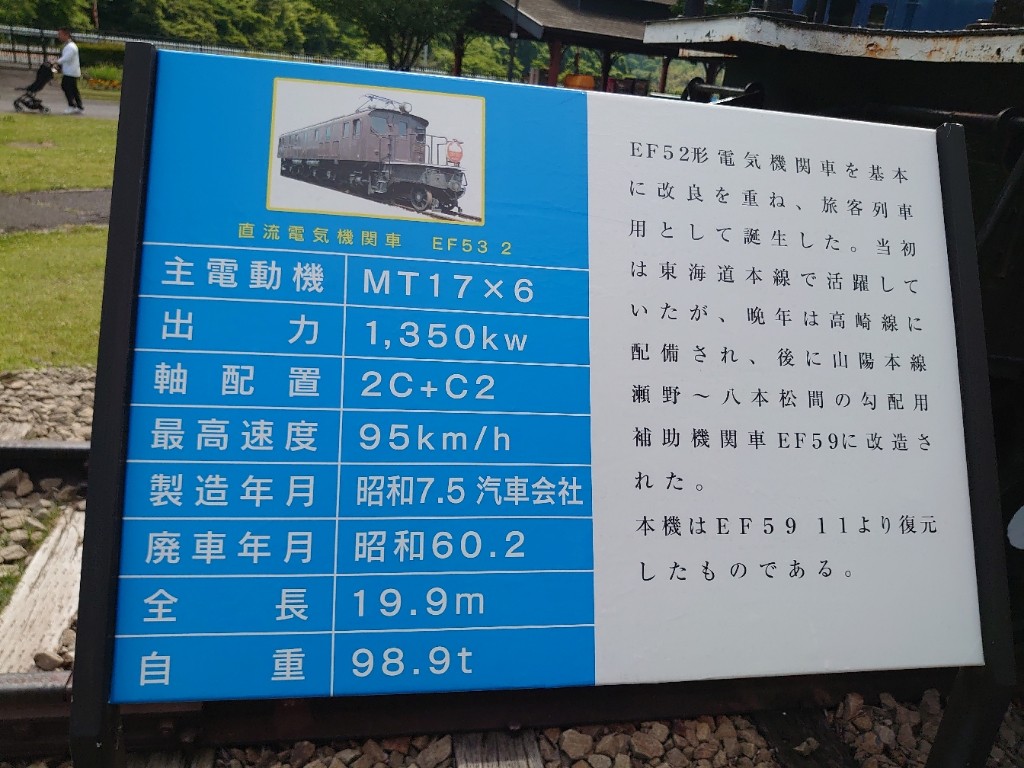 直流電気機関車 EF53 2
主電動機 MT17×6
出力 1,350kw
軸配置 2C+C2
最高速度 95km/h
製造年月 昭和7.5 汽車会社
廃車年月 昭和60.2
全長 19.9m
自重 98.9t
EF52形電気機関車を基本
に改良を重ね、旅客列車
用として誕生した。当初
は東海道本線で活躍して
いたが、晩年は高崎線に
配備され、後に山陽本線
瀬野～八本松間の勾配用
補助機関車EF59に改造さ
れた。
本機はEF59 11より復元
したものである。